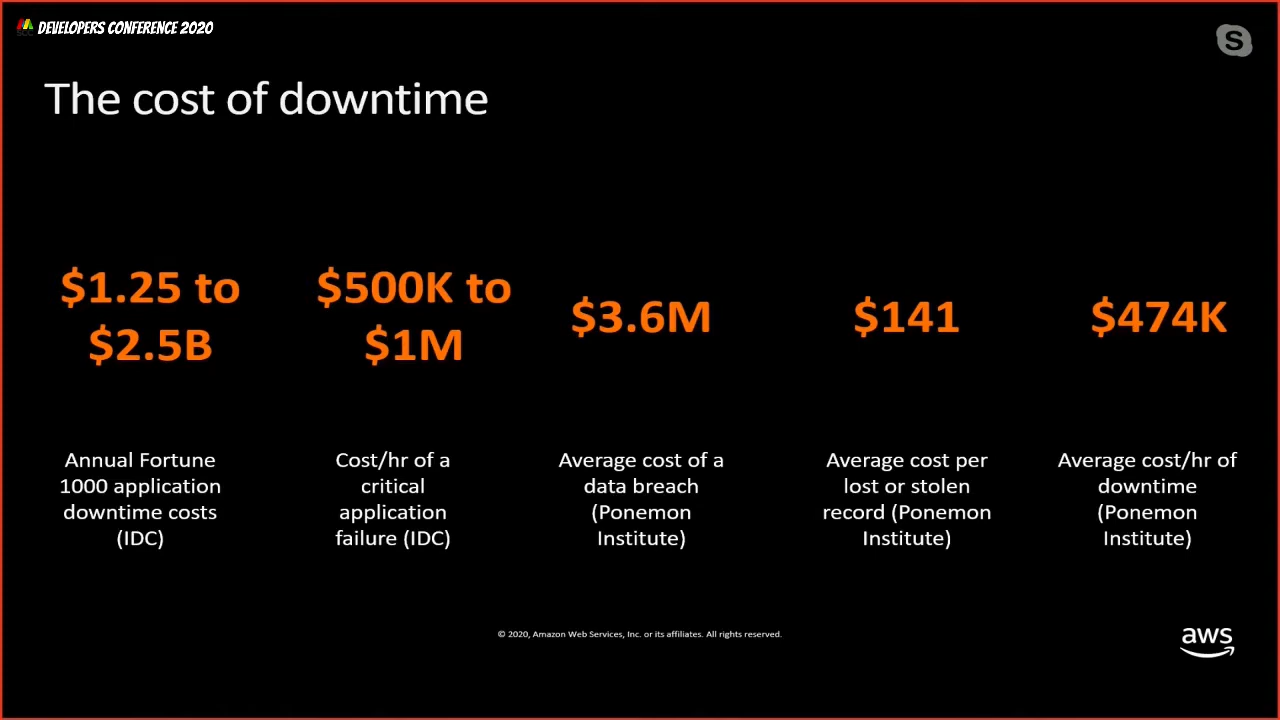 DEVELOPERS CONFERENCE 2020
S
The cost of downtime
$1.25 to
$2.5B
$500K to
$1M
$3.6M
$141
$474K
Annual Fortune
1000 application
downtime costs
(IDC)
Cost/hr of a
critical
application
failure (IDC)
Average cost of a
data breach
(Ponemon
Institute)
Average cost per
lost or stolen
record (Ponemon
Institute)
Average cost/hr of
downtime
(Ponemon
Institute)
© 2020, Amazon Web Services, Inc. or its affiliates. All rights reserved.
aws